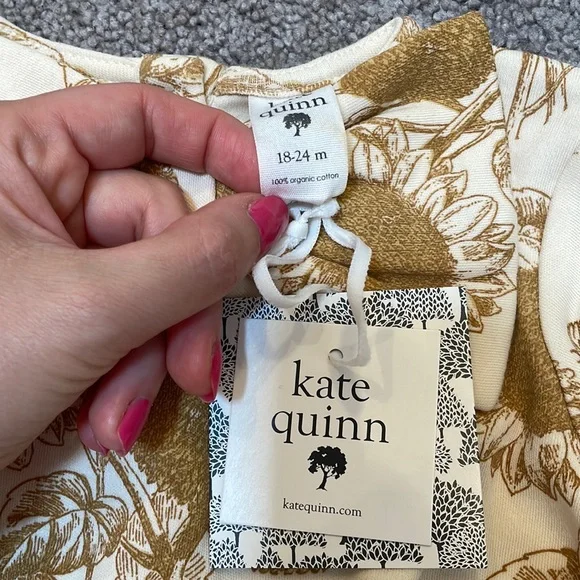 quinn
18-24 m
100% organic cotton
kate
quinn
katequinn.com